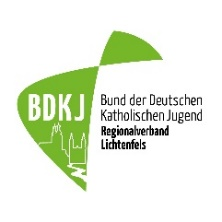 BDKJ
Bund der Deutschen
Katholischen Jugend
Regionalverband
Lichtenfels